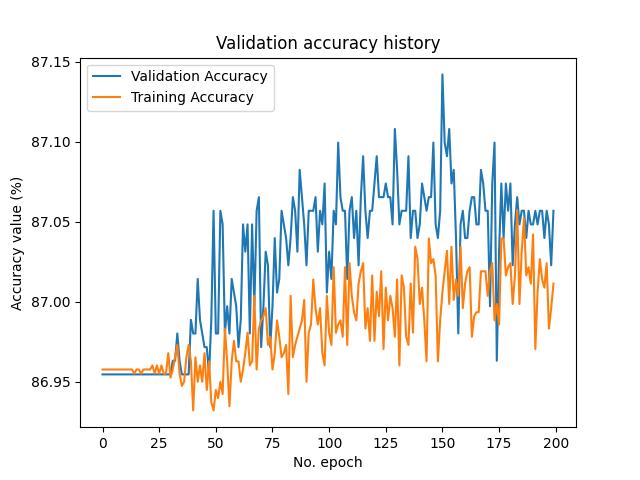 Validation accuracy history
87.15
87.10
87.05
87.00
86.95
Accuracy value (%)
Validation Accuracy
Training Accuracy
0 25 50 75 100 125 150 175 200
No. epoch